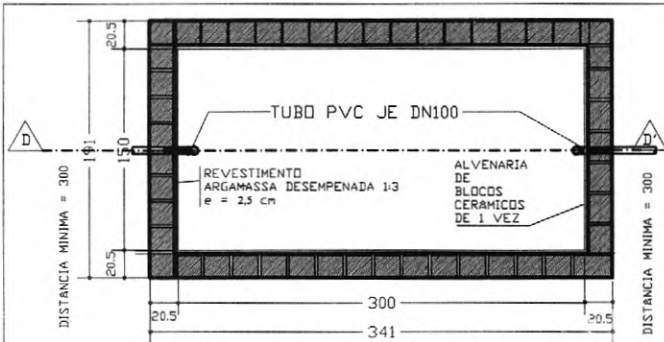 20.5
TUBO PVC JE DN100
D
D'
191
150
REVESTIMENTO
ARGAMASSA DESEMPENADA 1:3
e = 2,5 cm
ALVENARIA
DE
BLOCOS
CERAMICOS
DE 1 VEZ
DISTANCIA MINIMA = 300
DISTANCIA MINIMA = 300
20.5
20.5
300
20.5
341